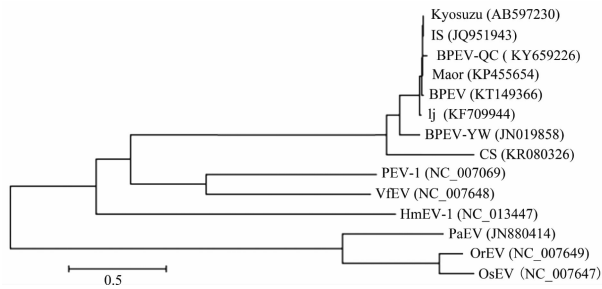 Kyosuzu (AB597230)
IS (JQ951943)
BPEV-QC ( KY659226)
Maor (KP455654)
BPEV (KT149366)
lj (KF709944)
BPEV-YW (JN019858)
CS (KR080326)
PEV-1 (NC_007069)
VfEV (NC_007648)
HmEV-1 (NC_013447)
PaEV (JN880414)
OrEV (NC_007649)
OsEV (NC_007647)
0.5